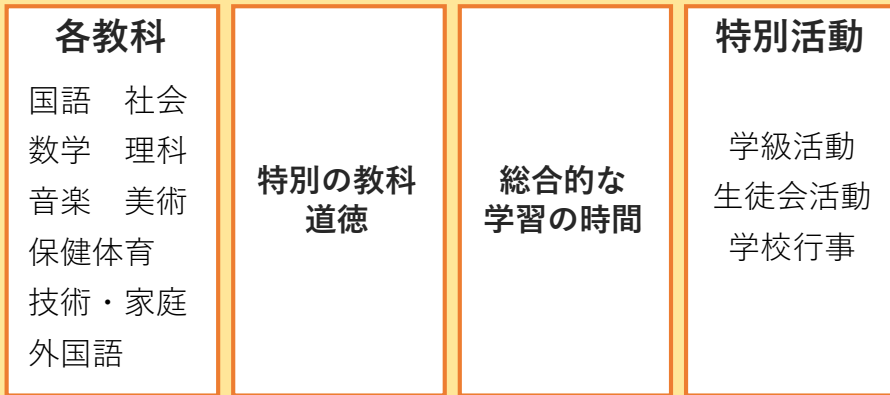 各教科
国語　社会
数学　理科
音楽　美術
保健体育
技術・家庭
外国語
特別の教科
道徳
総合的な
学習の時間
特別活動
学級活動
生徒会活動
学校行事